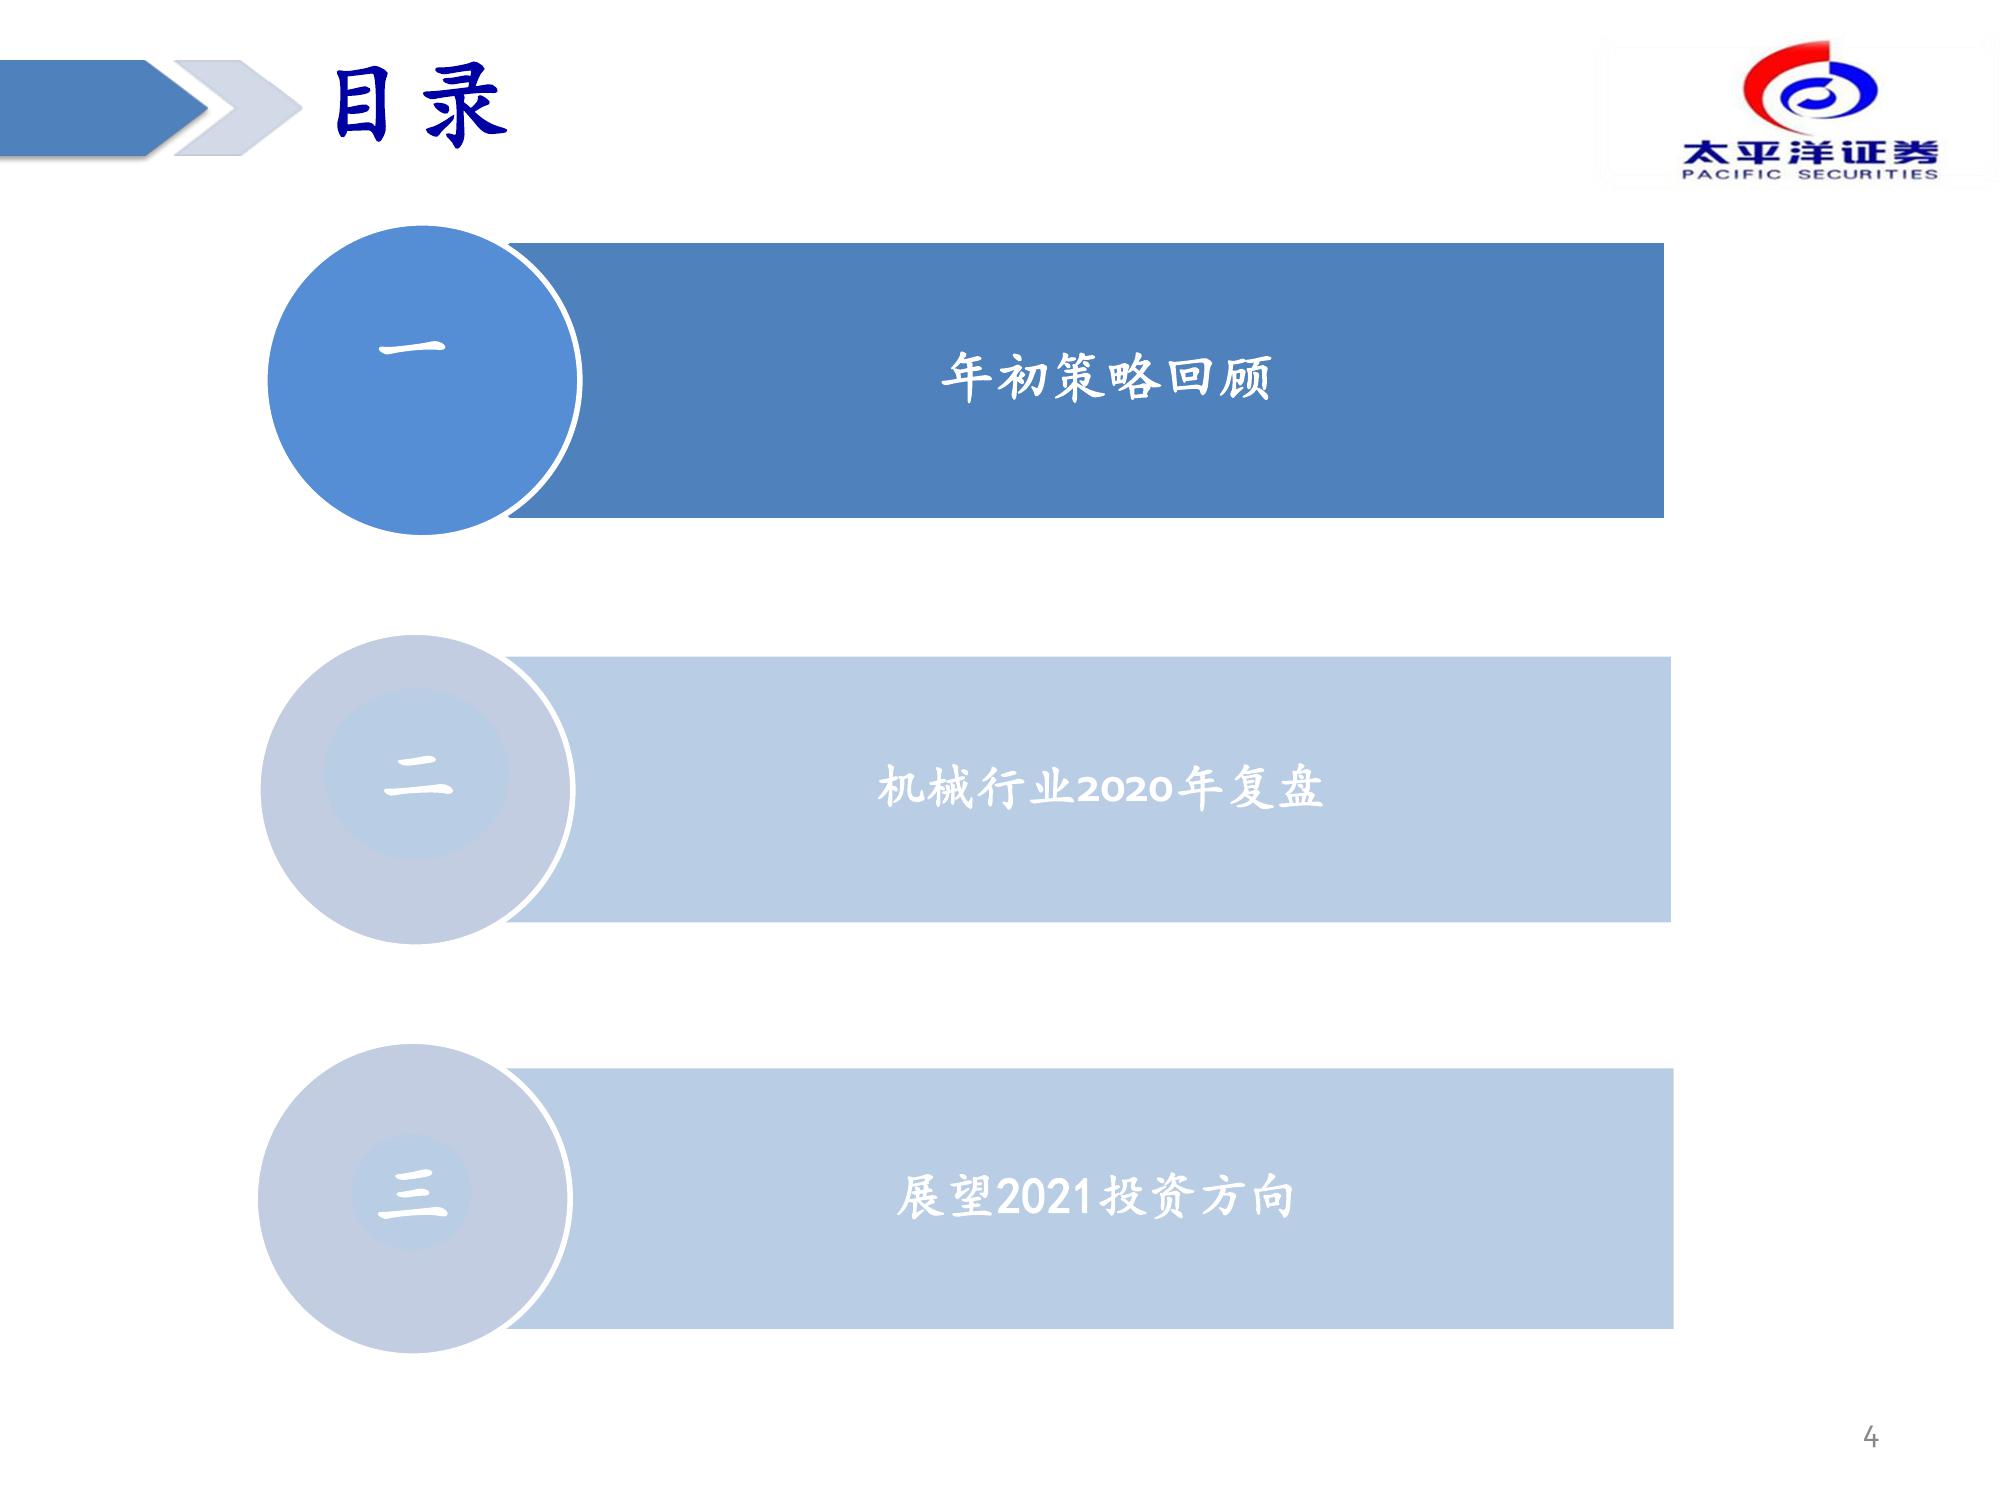 目录
太平洋证券
PACIFIC SECURITIES
一
年初策略回顾
二
机械行业2020年复盘
三
展望2021投资方向
4